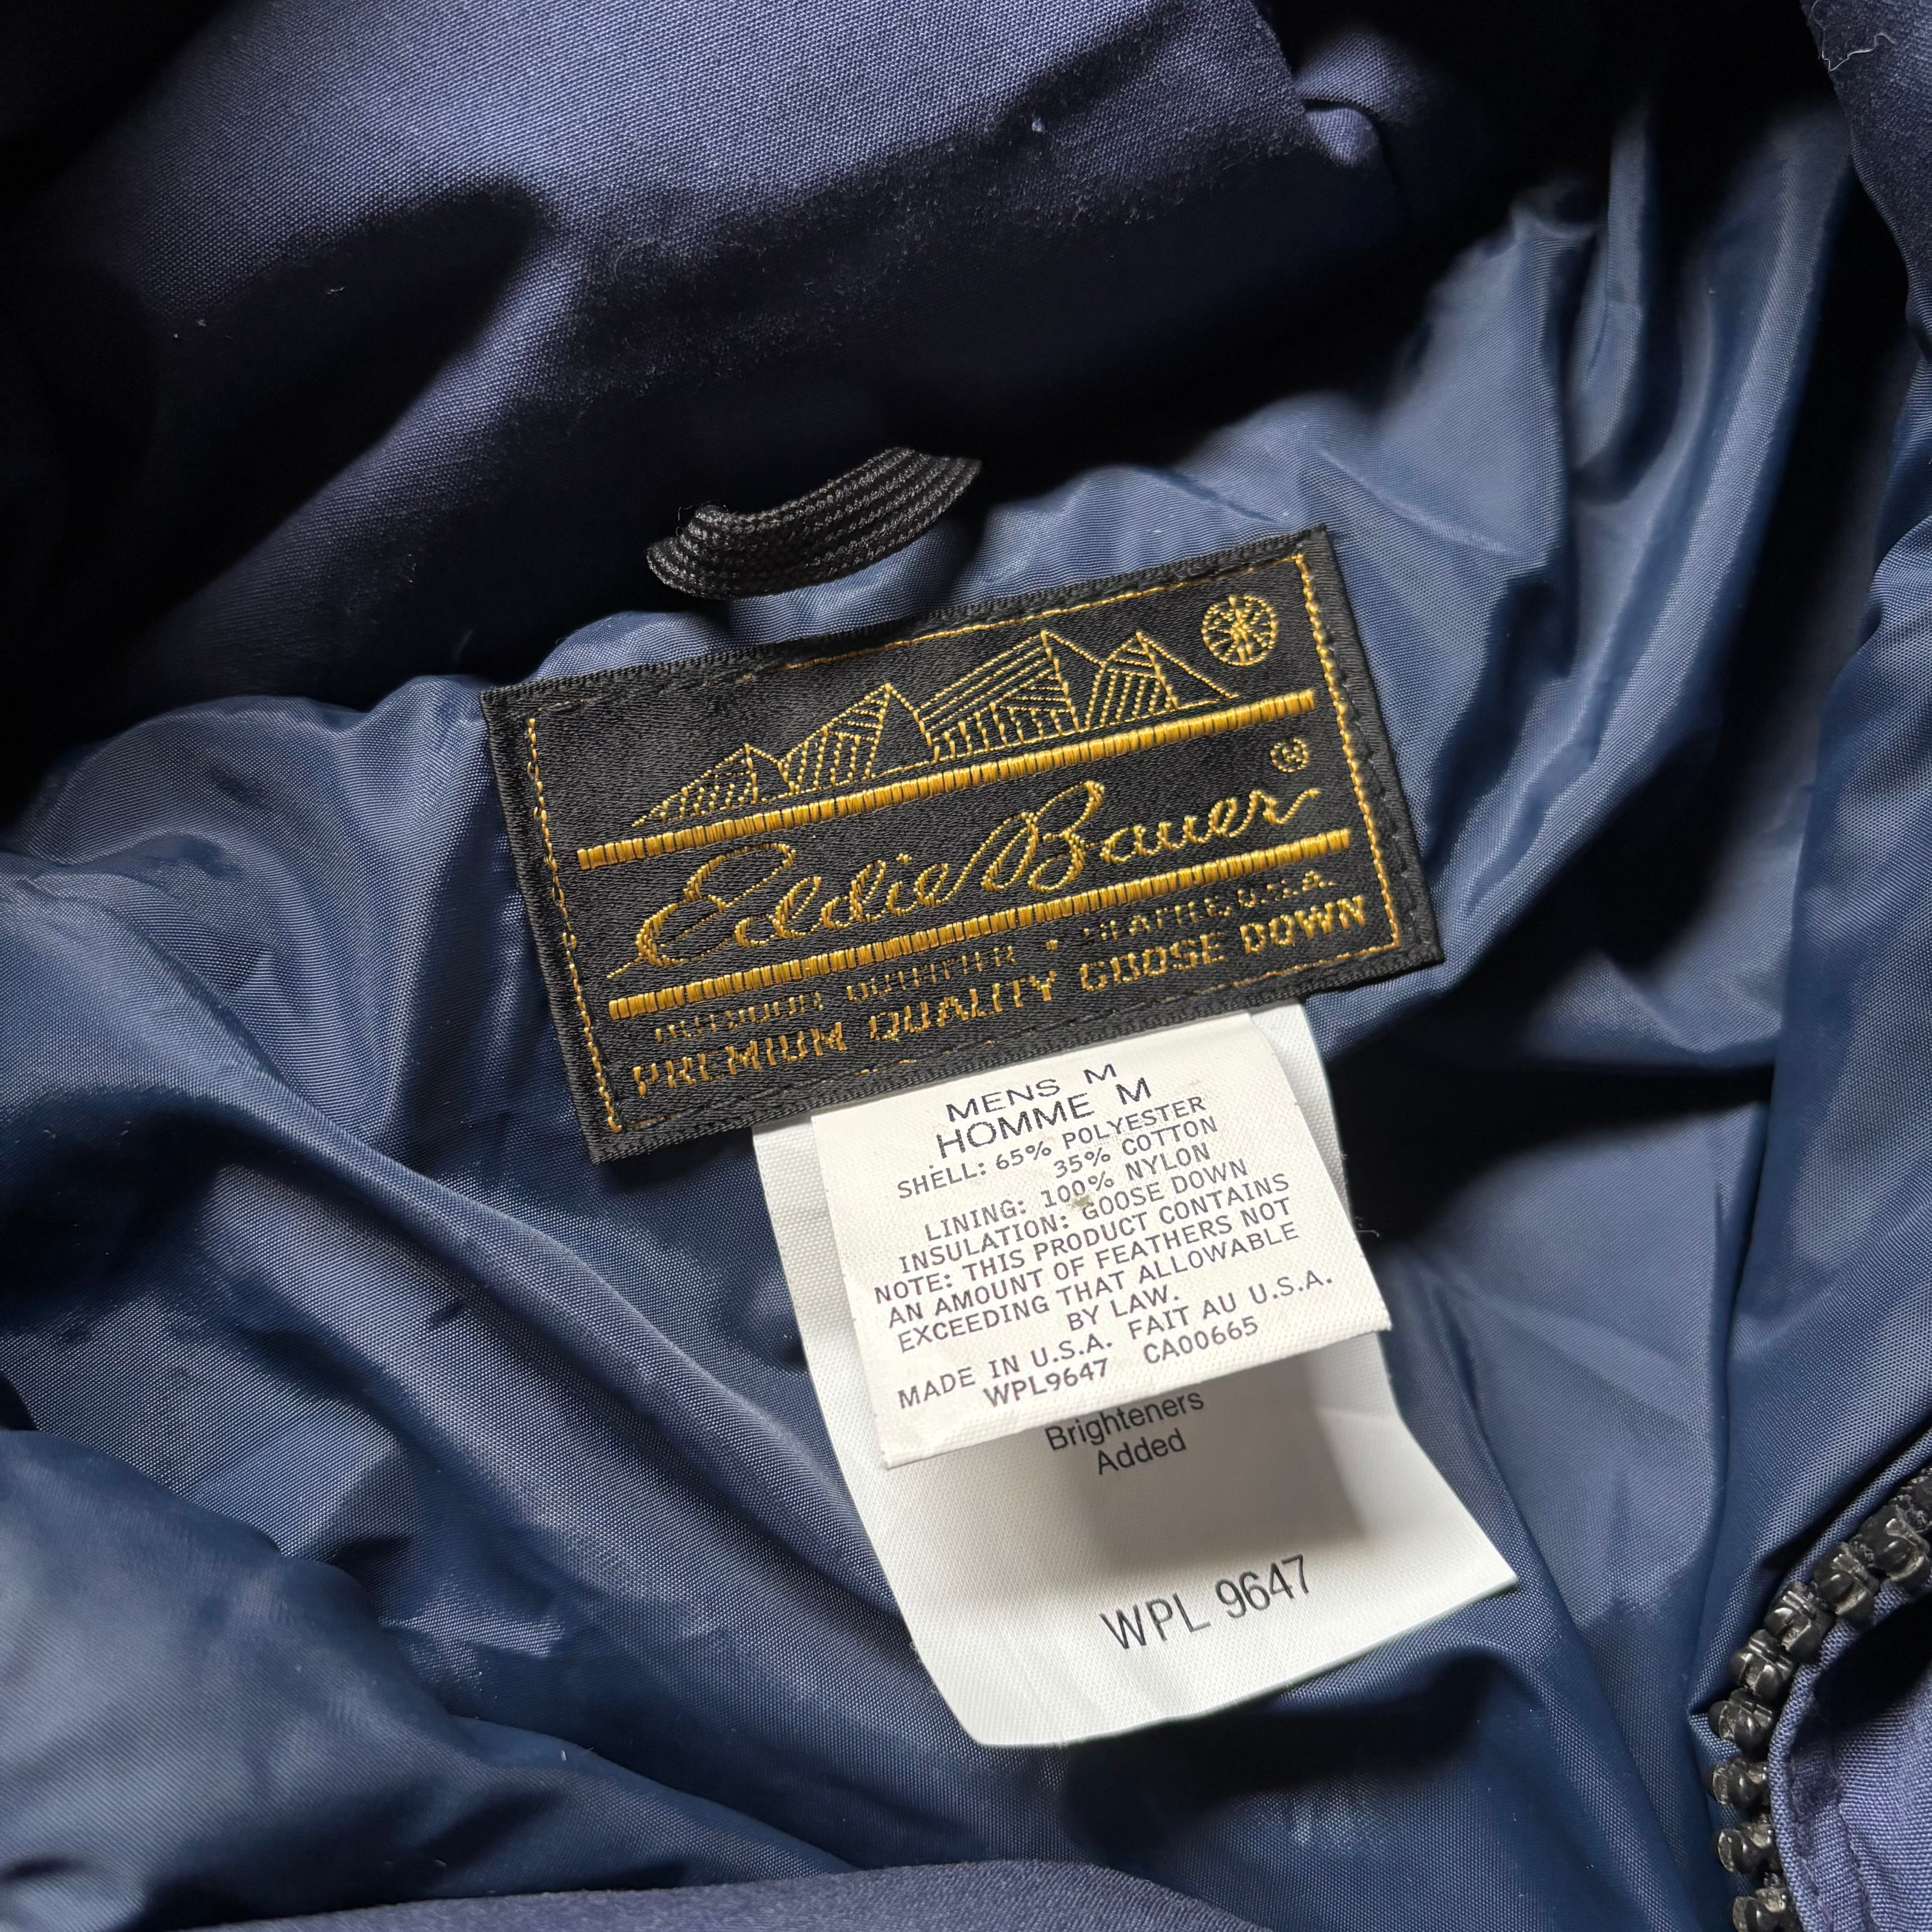 Eddie Bauer ®
OUTDOOR OUTFITTER • SEATTLE, U.S.A.
PREMIUM QUALITY GOOSE DOWN
MENS M
HOMME M
SHELL: 65% POLYESTER
35% COTTON
LINING: 100% NYLON
INSULATION: GOOSE DOWN
NOTE: THIS PRODUCT CONTAINS
AN AMOUNT OF FEATHERS NOT
EXCEEDING THAT ALLOWABLE
BY LAW.
MADE IN U.S.A. FAIT AU U.S.A.
WPL9647 CA00665
Brighteners
Added
WPL 9647